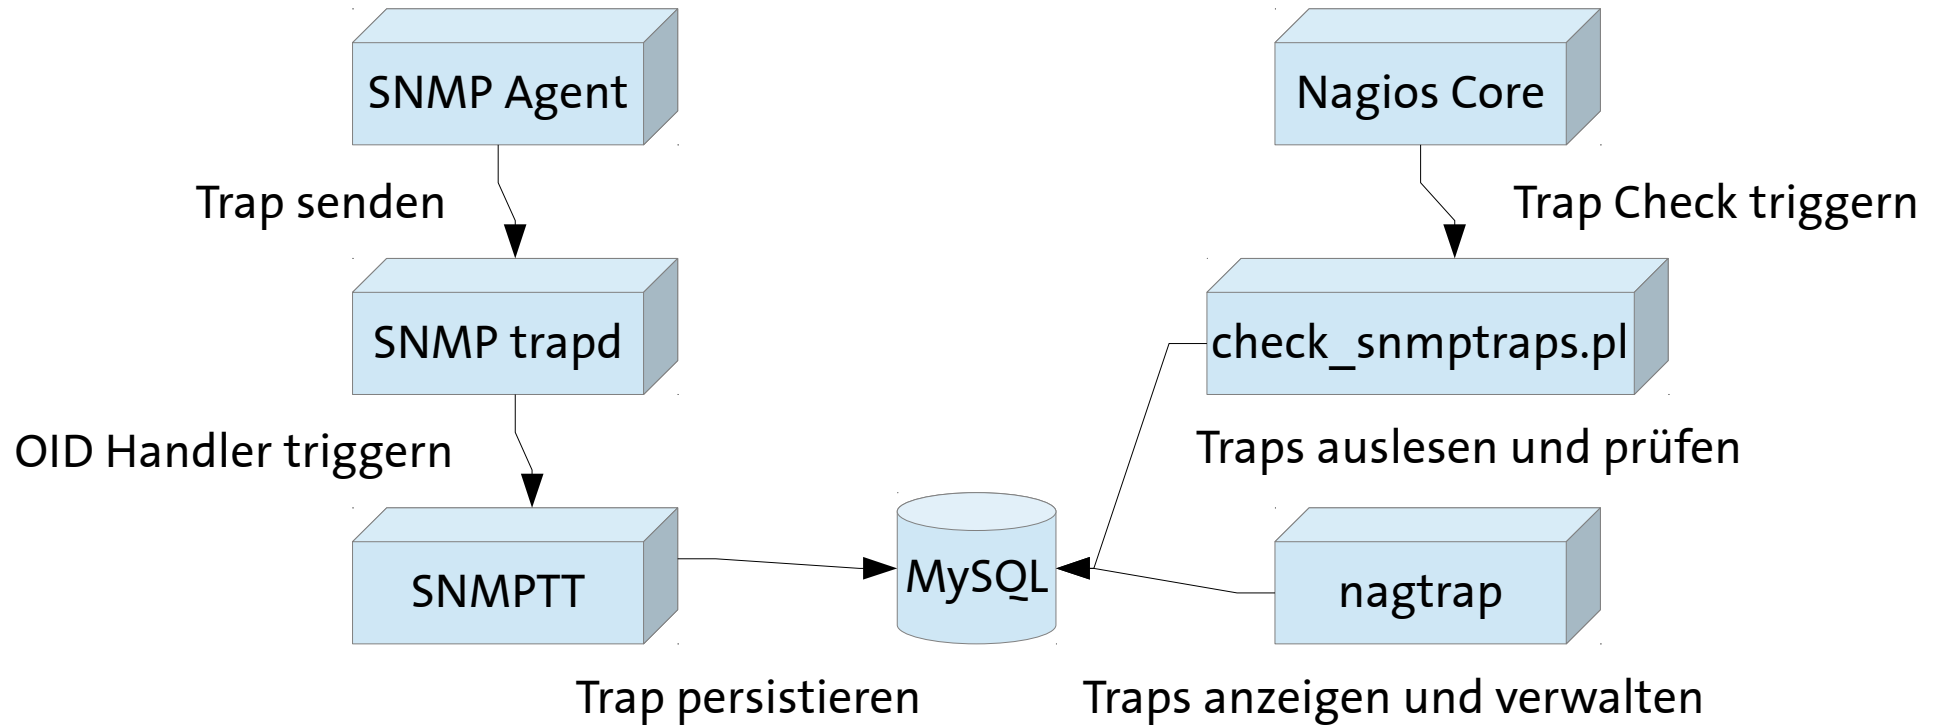 SNMP Agent
Nagios Core
Trap senden
Trap Check triggern
SNMP trapd
check_snmptraps.pl
OID Handler triggern
Traps auslesen und prüfen
SNMPTT
MySQL
nagtrap
Trap persistieren
Traps anzeigen und verwalten